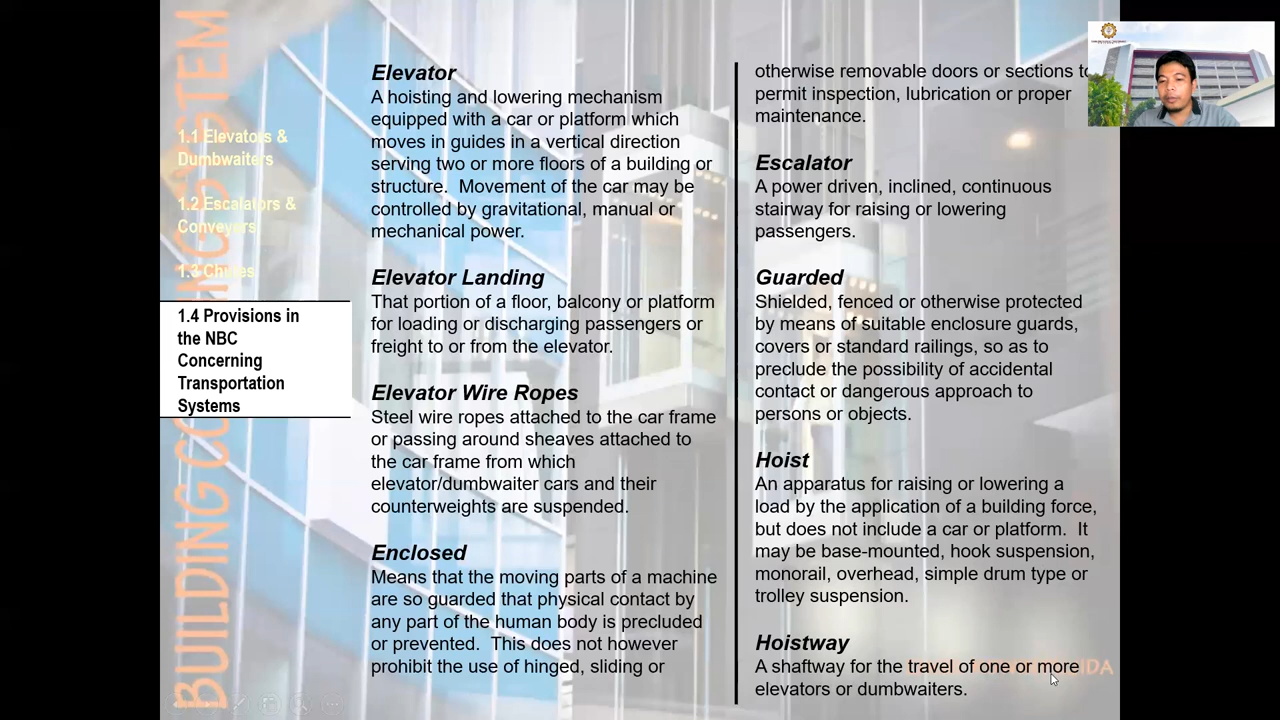 BUILDING
STEM
1.1 Elevators &
Dumbwaiters
1.2 Escalators &
Conveyors
1.3 Chutes
1.4 Provisions in
the NBC
Concerning
Transportation
Systems
Elevator
A hoisting and lowering mechanism
equipped with a car or platform which
moves in guides in a vertical direction
serving two or more floors of a building or
structure.  Movement of the car may be
controlled by gravitational, manual or
mechanical power.
Elevator Landing
That portion of a floor, balcony or platform
for loading or discharging passengers or
freight to or from the elevator.
Elevator Wire Ropes
Steel wire ropes attached to the car frame
or passing around sheaves attached to
the car frame from which
elevator/dumbwaiter cars and their
counterweights are suspended.
Enclosed
Means that the moving parts of a machine
are so guarded that physical contact by
any part of the human body is precluded
or prevented.  This does not however
prohibit the use of hinged, sliding or
otherwise removable doors or sections to
permit inspection, lubrication or proper
maintenance.
Escalator
A power driven, inclined, continuous
stairway for raising or lowering
passengers.
Guarded
Shielded, fenced or otherwise protected
by means of suitable enclosure guards,
covers or standard railings, so as to
preclude the possibility of accidental
contact or dangerous approach to
persons or objects.
Hoist
An apparatus for raising or lowering a
load by the application of a building force,
but does not include a car or platform.  It
may be base-mounted, hook suspension,
monorail, overhead, simple drum type or
trolley suspension.
Hoistway
A shaftway for the travel of one or more
elevators or dumbwaiters.